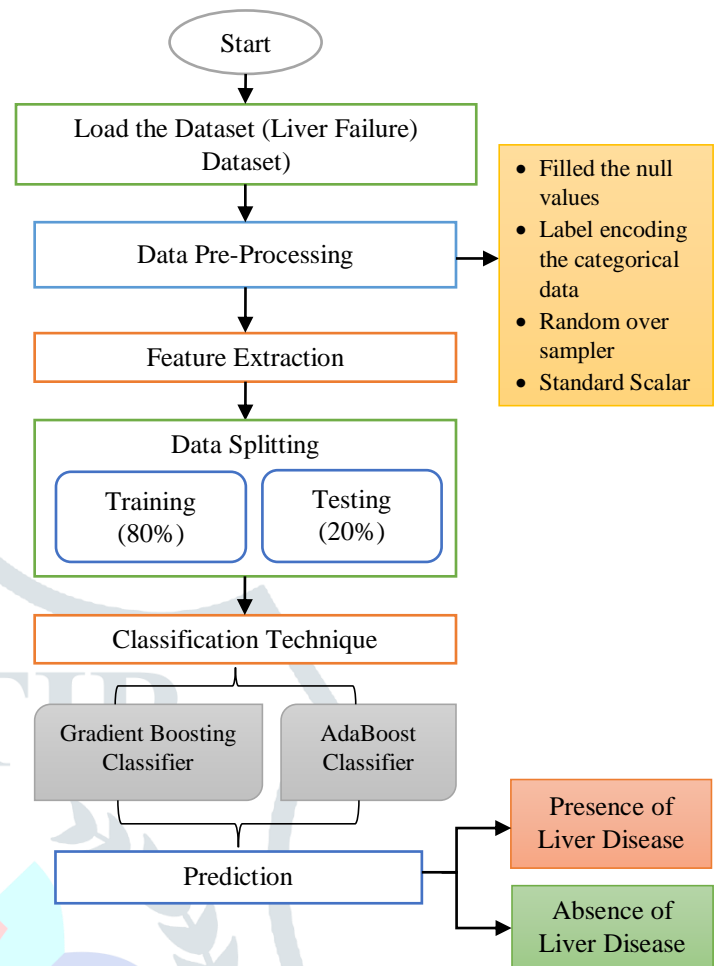 Start
Load the Dataset (Liver Failure)
Dataset)
Data Pre-Processing
• Filled the null
values
• Label encoding
the categorical
data
• Random over
sampler
• Standard Scalar
Feature Extraction
Data Splitting
Training
(80%)
Testing
(20%)
Classification Technique
Gradient Boosting
Classifier
AdaBoost
Classifier
Prediction
Presence of
Liver Disease
Absence of
Liver Disease